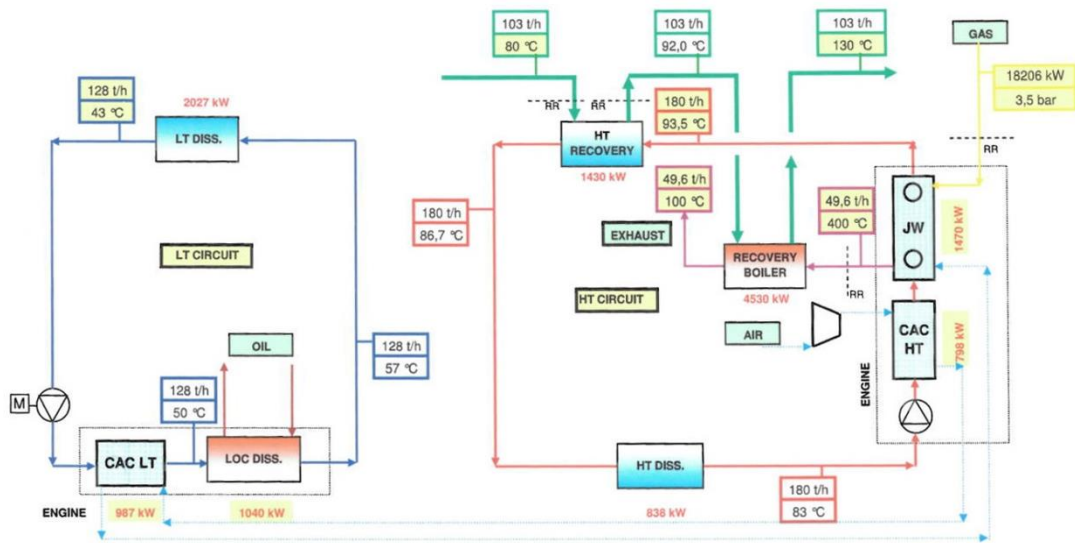 103 t/h
80 °C
103 t/h
92,0 °C
103 t/h
130 °C
GAS
18206 kW
3,5 bar
RR
128 t/h
43 °C
2027 kW
LT DISS.
RR
RR
HT
RECOVERY
1430 kW
180 t/h
93,5 °C
180 t/h
86,7 °C
49,6 t/h
100 °C
49,6 t/h
400 °C
JW
1470 kW
LT CIRCUIT
EXHAUST
RECOVERY
BOILER
4530 kW
RR
HT CIRCUIT
AIR
CAC
HT
798 kW
ENGINE
OIL
128 t/h
57 °C
M
128 t/h
50 °C
CAC LT
LOC DISS.
HT DISS.
180 t/h
83 °C
ENGINE
987 kW
1040 kW
838 kW